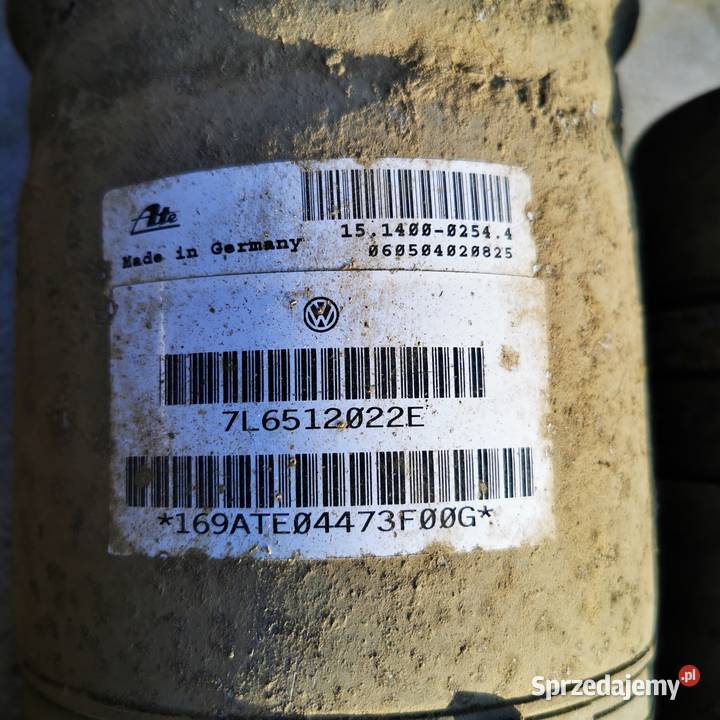 Ate
15.1400-0254.4
Made in Germany
060504020825
7L6512022E
*169ATE04473F00G*
Sprzedajemy.pl